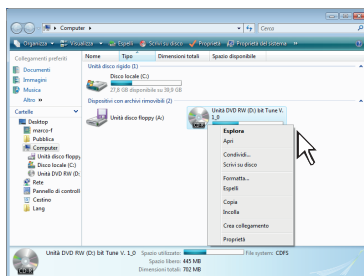 Computer
Cerca
Organizza Visualizza Espelli Scrivi su disco Proprietà Proprietà del sistema »
Collegamenti preferiti
Documenti
Immagini
Musica
Altro »
Cartelle
Desktop
marco-f
Pubblica
Computer
Unità disco floppy
Disco locale (C:)
Unità DVD RW (D:)
Rete
Pannello di controll
Cestino
Lang
Nome Tipo Dimensioni totali Spazio disponibile
Unità disco rigido (1)
Disco locale (C:)
27,8 GB disponibile su 39,9 GB
Dispositivi con archivi rimovibili (2)
Unità disco floppy (A:)
Unità DVD RW (D:) bit Tune V.
1_0
Esplora
Apri
Condividi...
Scrivi su disco
Formatta...
Espelli
Copia
Incolla
Crea collegamento
Proprietà
Unità DVD RW (D:) bit Tune V. 1_0 Spazio utilizzato: File system: CDFS
Spazio libero: 445 MB
Dimensioni totali: 702 MB